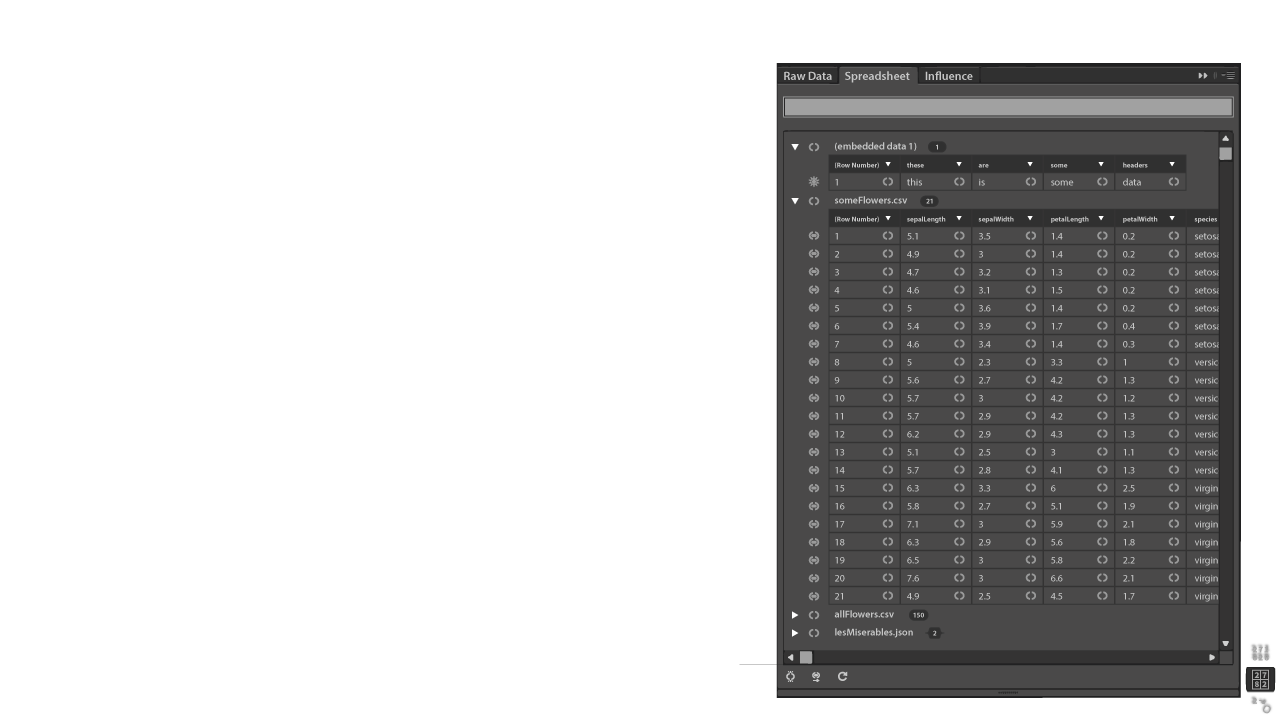 Raw Data Spreadsheet Influence
(embedded data 1) 1
(Row Number) these are some headers
1 this is some data
someFlowers.csv 21
(Row Number) sepalLength sepalWidth petalLength petalWidth species
1 5.1 3.5 1.4 0.2 setosa
2 4.9 3 1.4 0.2 setosa
3 4.7 3.2 1.3 0.2 setosa
4 4.6 3.1 1.5 0.2 setosa
5 5 3.6 1.4 0.2 setosa
6 5.4 3.9 1.7 0.4 setosa
7 4.6 3.4 1.4 0.3 setosa
8 5 2.3 3.3 1 versic
9 5.6 2.7 4.2 1.3 versic
10 5.7 3 4.2 1.2 versic
11 5.7 2.9 4.2 1.3 versic
12 6.2 2.9 4.3 1.3 versic
13 5.1 2.5 3 1.1 versic
14 5.7 2.8 4.1 1.3 versic
15 6.3 3.3 6 2.5 virgin
16 5.8 2.7 5.1 1.9 virgin
17 7.1 3 5.9 2.1 virgin
18 6.3 2.9 5.6 1.8 virgin
19 6.5 3 5.8 2.2 virgin
20 7.6 3 6.6 2.1 virgin
21 4.9 2.5 4.5 1.7 virgin
allFlowers.csv 150
lesMiserables.json 2
2 7
8 2